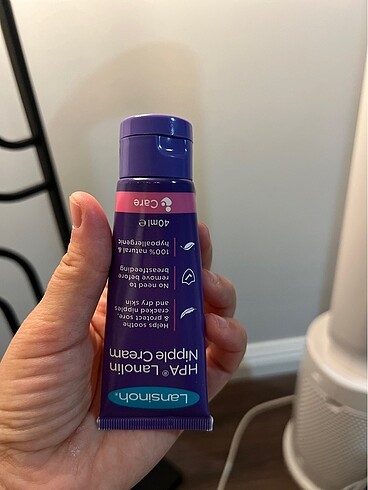 Lansinoh®
HPA® Lanolin
Nipple Cream
Helps soothe
& protect sore,
cracked nipples
and dry skin
No need to
remove before
breastfeeding
100% natural &
hypoallergenic
40ml ℮
Care